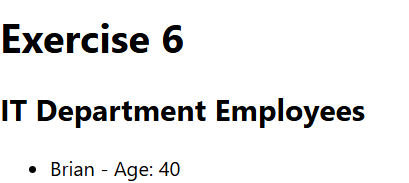 Exercise 6
IT Department Employees
Brian - Age: 40